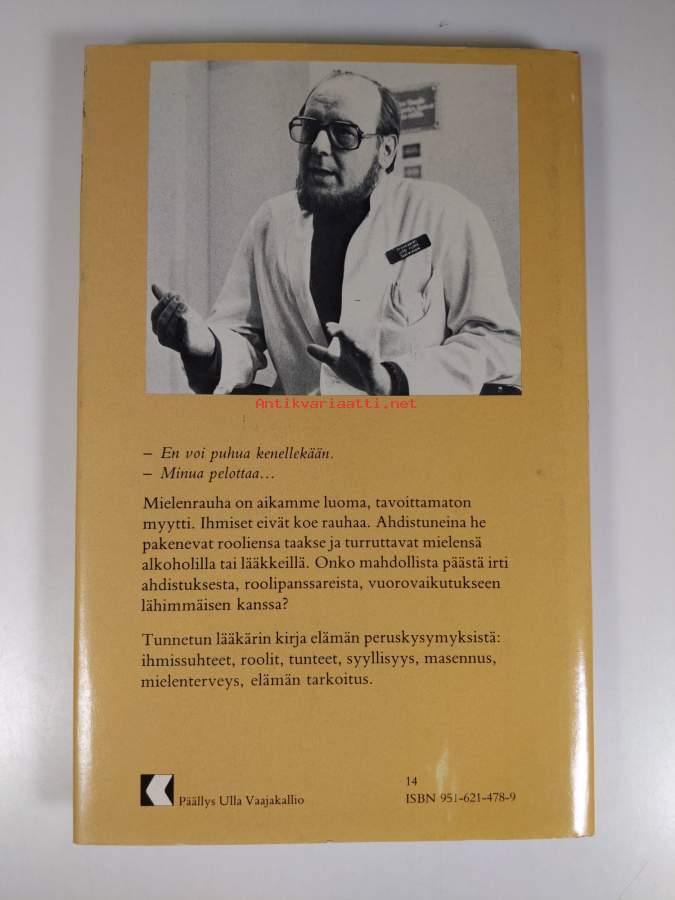 Antikvariaatti.net
– En voi puhua kenellekään.
– Minua pelottaa...
Mielenrauha on aikamme luoma, tavoittamaton
myytti. Ihmiset eivät koe rauhaa. Ahdistuneina he
pakenevat rooliensa taakse ja turruttavat mielensä
alkoholilla tai lääkkeillä. Onko mahdollista päästä irti
ahdistuksesta, roolipanssareista, vuorovaikutukseen
lähimmäisen kanssa?
Tunnetun lääkärin kirja elämän peruskysymyksistä:
ihmissuhteet, roolit, tunteet, syyllisyys, masennus,
mielenterveys, elämän tarkoitus.
Päällys Ulla Vaajakallio
14
ISBN 951-621-478-9